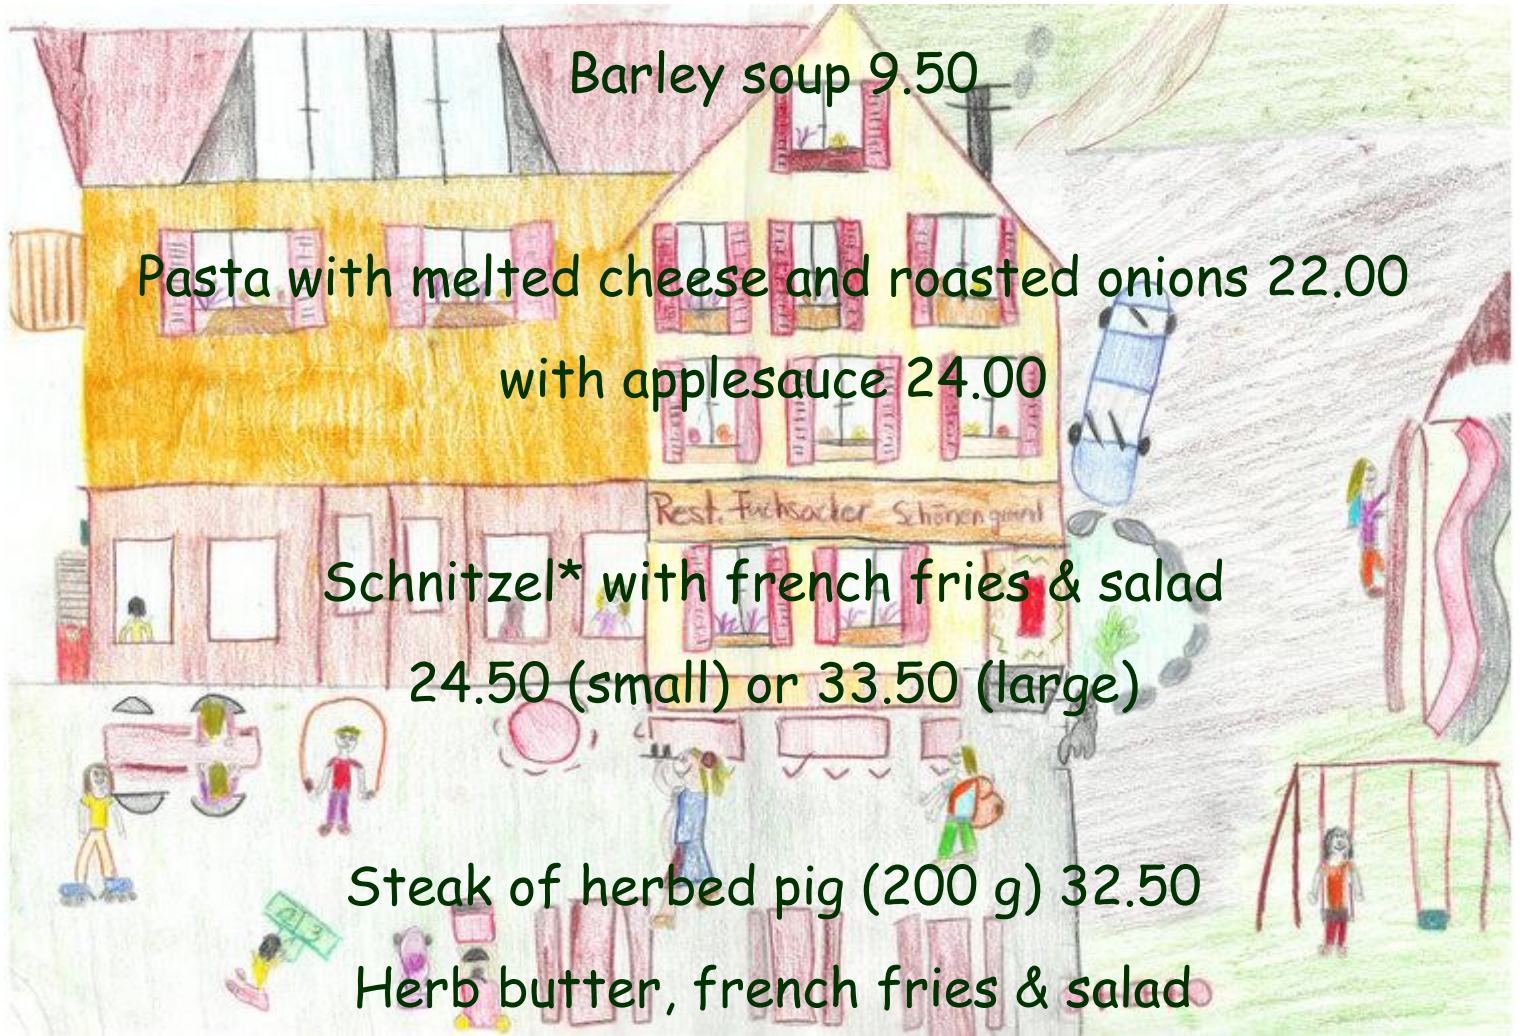 Barley soup 9.50
Pasta with melted cheese and roasted onions 22.00
with applesauce 24.00
Rest. Fuchsacker Schönengrund
Schnitzel* with french fries & salad
24.50 (small) or 33.50 (large)
Steak of herbed pig (200 g) 32.50
Herb butter, french fries & salad